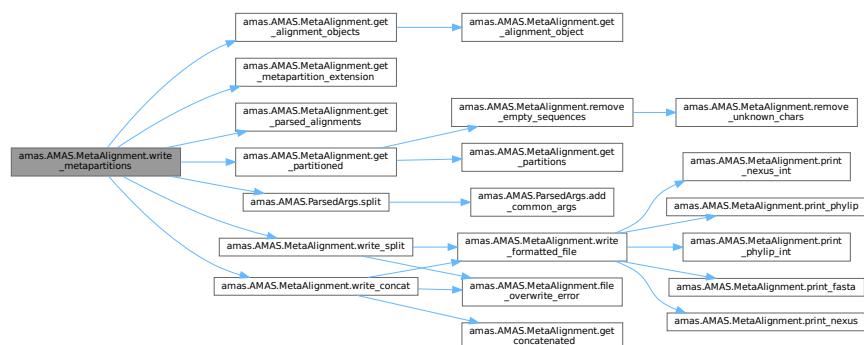 amas.AMAS.MetaAlignment.write
_metapartitions
amas.AMAS.MetaAlignment.get
_alignment_objects
amas.AMAS.MetaAlignment.get
_alignment_object
amas.AMAS.MetaAlignment.get
_metapartition_extension
amas.AMAS.MetaAlignment.get
_parsed_alignments
amas.AMAS.MetaAlignment.get
_partitioned
amas.AMAS.MetaAlignment.remove
_empty_sequences
amas.AMAS.MetaAlignment.remove
_unknown_chars
amas.AMAS.MetaAlignment.get
_partitions
amas.AMAS.ParsedArgs.split
amas.AMAS.ParsedArgs.add
_common_args
amas.AMAS.MetaAlignment.write_split
amas.AMAS.MetaAlignment.write_concat
amas.AMAS.MetaAlignment.write
_formatted_file
amas.AMAS.MetaAlignment.file
_overwrite_error
amas.AMAS.MetaAlignment.get
concatenated
amas.AMAS.MetaAlignment.print
_nexus_int
amas.AMAS.MetaAlignment.print_phylip
amas.AMAS.MetaAlignment.print
_phylip_int
amas.AMAS.MetaAlignment.print_fasta
amas.AMAS.MetaAlignment.print_nexus